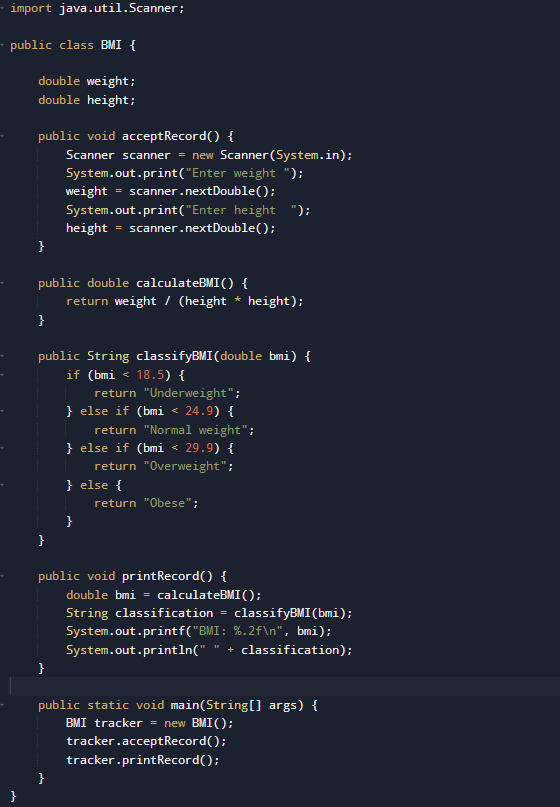 import java.util.Scanner;
public class BMI {
    double weight;
    double height;
    public void acceptRecord() {
        Scanner scanner = new Scanner(System.in);
        System.out.print("Enter weight ");
        weight = scanner.nextDouble();
        System.out.print("Enter height  ");
        height = scanner.nextDouble();
    }
    public double calculateBMI() {
        return weight / (height * height);
    }
    public String classifyBMI(double bmi) {
        if (bmi < 18.5) {
            return "Underweight";
        } else if (bmi < 24.9) {
            return "Normal weight";
        } else if (bmi < 29.9) {
            return "Overweight";
        } else {
            return "Obese";
        }
    }
    public void printRecord() {
        double bmi = calculateBMI();
        String classification = classifyBMI(bmi);
        System.out.printf("BMI: %.2f\n", bmi);
        System.out.println(" " + classification);
    }
    public static void main(String[] args) {
        BMI tracker = new BMI();
        tracker.acceptRecord();
        tracker.printRecord();
    }
}